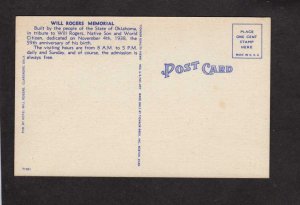 WILL ROGERS MEMORIAL
Built by the people of the State of Oklahoma,
in tribute to Will Rogers, Native Son and World
Citizen, dedicated on November 4th, 1938, the
59th anniversary of his birth.
The visiting hours are from 8 A.M. to 5 P.M.
daily and Sunday, and of course, the admission is
always free.
POST CARD
PLACE
ONE CENT
STAMP
HERE
MADE IN U.S.A.